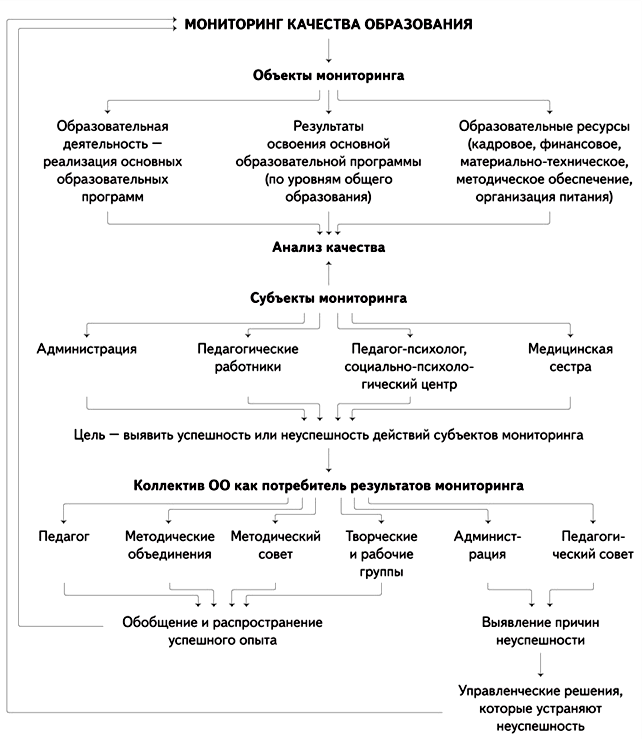 МОНИТОРИНГ КАЧЕСТВА ОБРАЗОВАНИЯ
Объекты мониторинга
Образовательная
деятельность —
реализация основных
образовательных
программ
Результаты
освоения основной
образовательной программы
(по уровням общего
образования)
Образовательные ресурсы
(кадровое, финансовое,
материально-техническое,
методическое обеспечение,
организация питания)
Анализ качества
Субъекты мониторинга
Администрация
Педагогические
работники
Педагог-психолог,
социально-психоло-
гический центр
Медицинская
сестра
Цель — выявить успешность или неуспешность действий субъектов мониторинга
Коллектив ОО как потребитель результатов мониторинга
Педагог
Методические
объединения
Методический
совет
Творческие
и рабочие
группы
Админист-
рация
Педагоги-
ческий совет
Обобщение и распространение
успешного опыта
Выявление причин
неуспешности
Управленческие решения,
которые устраняют
неуспешность